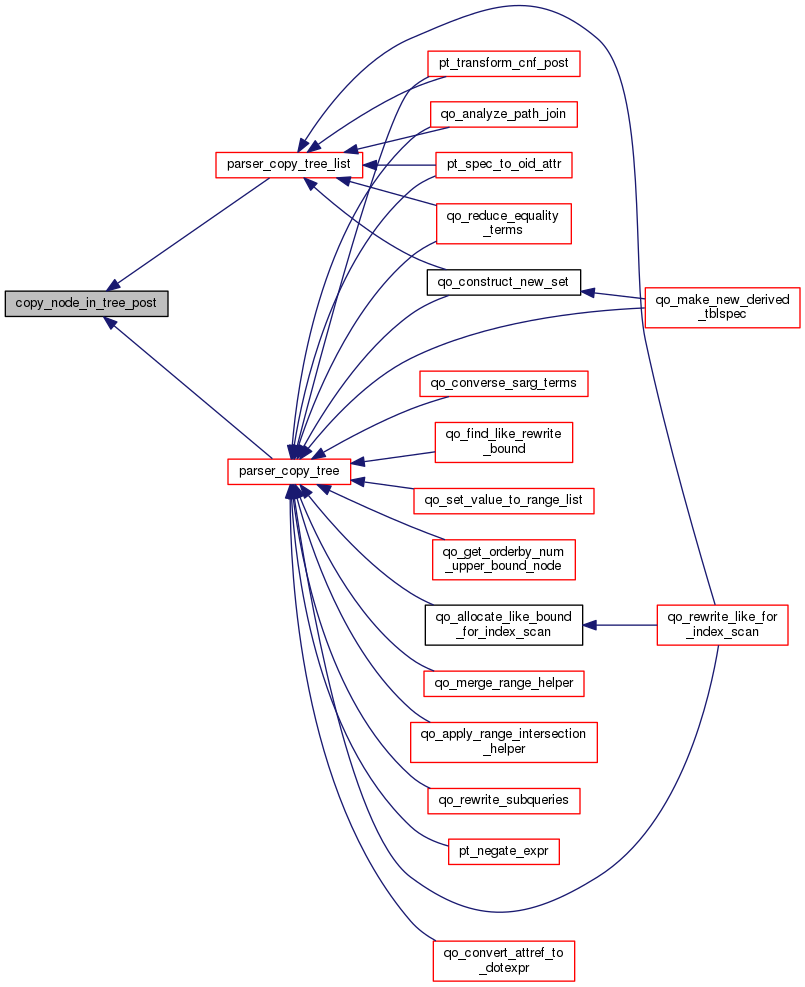 pt_transform_cnf_post
qo_analyze_path_join
parser_copy_tree_list
pt_spec_to_oid_attr
qo_reduce_equality
_terms
qo_construct_new_set
copy_node_in_tree_post
qo_make_new_derived
_tblspec
qo_converse_sarg_terms
qo_find_like_rewrite
_bound
parser_copy_tree
qo_set_value_to_range_list
qo_get_orderby_num
_upper_bound_node
qo_allocate_like_bound
_for_index_scan
qo_rewrite_like_for
_index_scan
qo_merge_range_helper
qo_apply_range_intersection
_helper
qo_rewrite_subqueries
pt_negate_expr
qo_convert_attref_to
_dotexpr